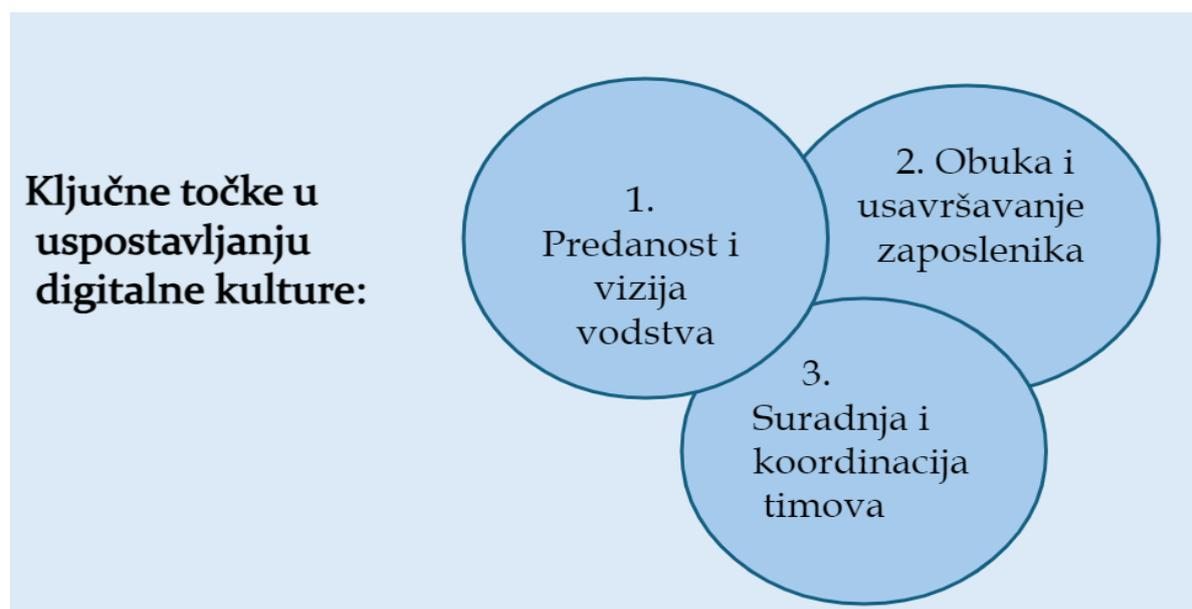 Ključne točke u
uspostavljanju
digitalne kulture:
1.
Predanost i
vizija
vodstva
2. Obuka i
usavršavanje
zaposlenika
3.
Suradnja i
koordinacija
timova